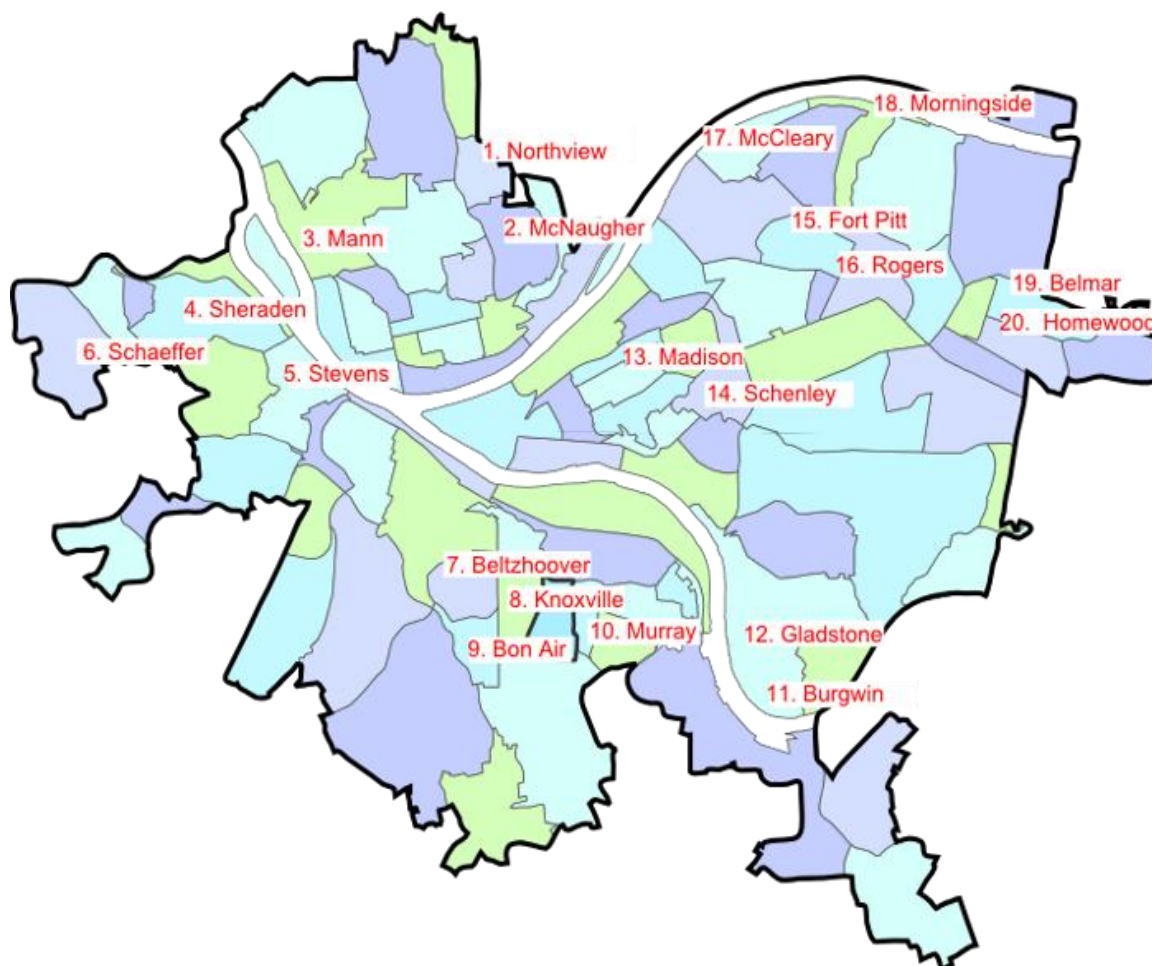 1. Northview
2. McNaugher
3. Mann
4. Sheraden
5. Stevens
6. Schaeffer
7. Beltzhoover
8. Knoxville
9. Bon Air
10. Murray
11. Burgwin
12. Gladstone
13. Madison
14. Schenley
15. Fort Pitt
16. Rogers
17. McCleary
18. Morningside
19. Belmar
20. Homewood